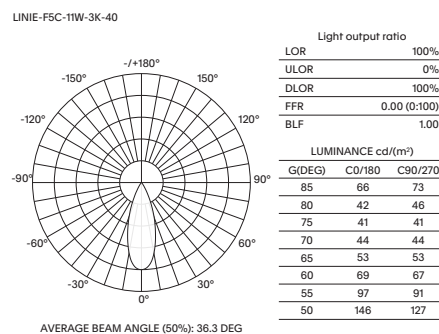 LINIE-F5C-11W-3K-40
-/+180°
-150° 150°
-120° 120°
-90° 90°
-60° 60°
-30° 30°
0°
AVERAGE BEAM ANGLE (50%): 36.3 DEG
Light output ratio
LOR 100%
ULOR 0%
DLOR 100%
FFR 0.00 (0:100)
BLF 1.00
LUMINANCE cd/(m²)
G(DEG) C0/180 C90/270
85 66 73
80 42 46
75 41 41
70 44 44
65 53 53
60 69 67
55 97 91
50 146 127